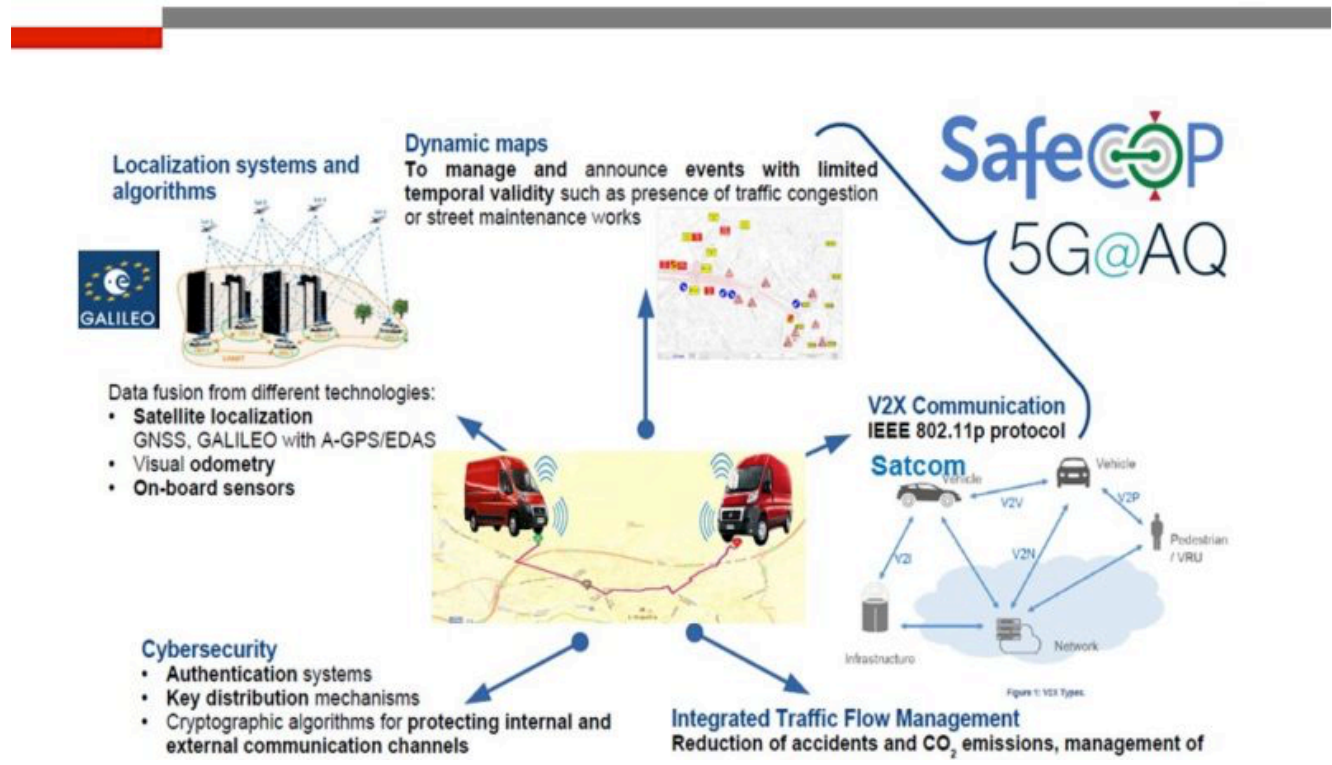 Localization systems and
algorithms
GALILEO
Data fusion from different technologies:
• Satellite localization
GNSS, GALILEO with A-GPS/EDAS
• Visual odometry
• On-board sensors
Dynamic maps
To manage and announce events with limited
temporal validity such as presence of traffic congestion
or street maintenance works
SafeCOP
5G@AQ
V2X Communication
IEEE 802.11p protocol
Satcom
Vehicle
Vehicle
V2V
V2P
Pedestrian
/ VRU
V2I
V2N
Network
Infrastructure
Figure 1: V2X Types.
Cybersecurity
• Authentication systems
• Key distribution mechanisms
• Cryptographic algorithms for protecting internal and
external communication channels
Integrated Traffic Flow Management
Reduction of accidents and CO2 emissions, management of